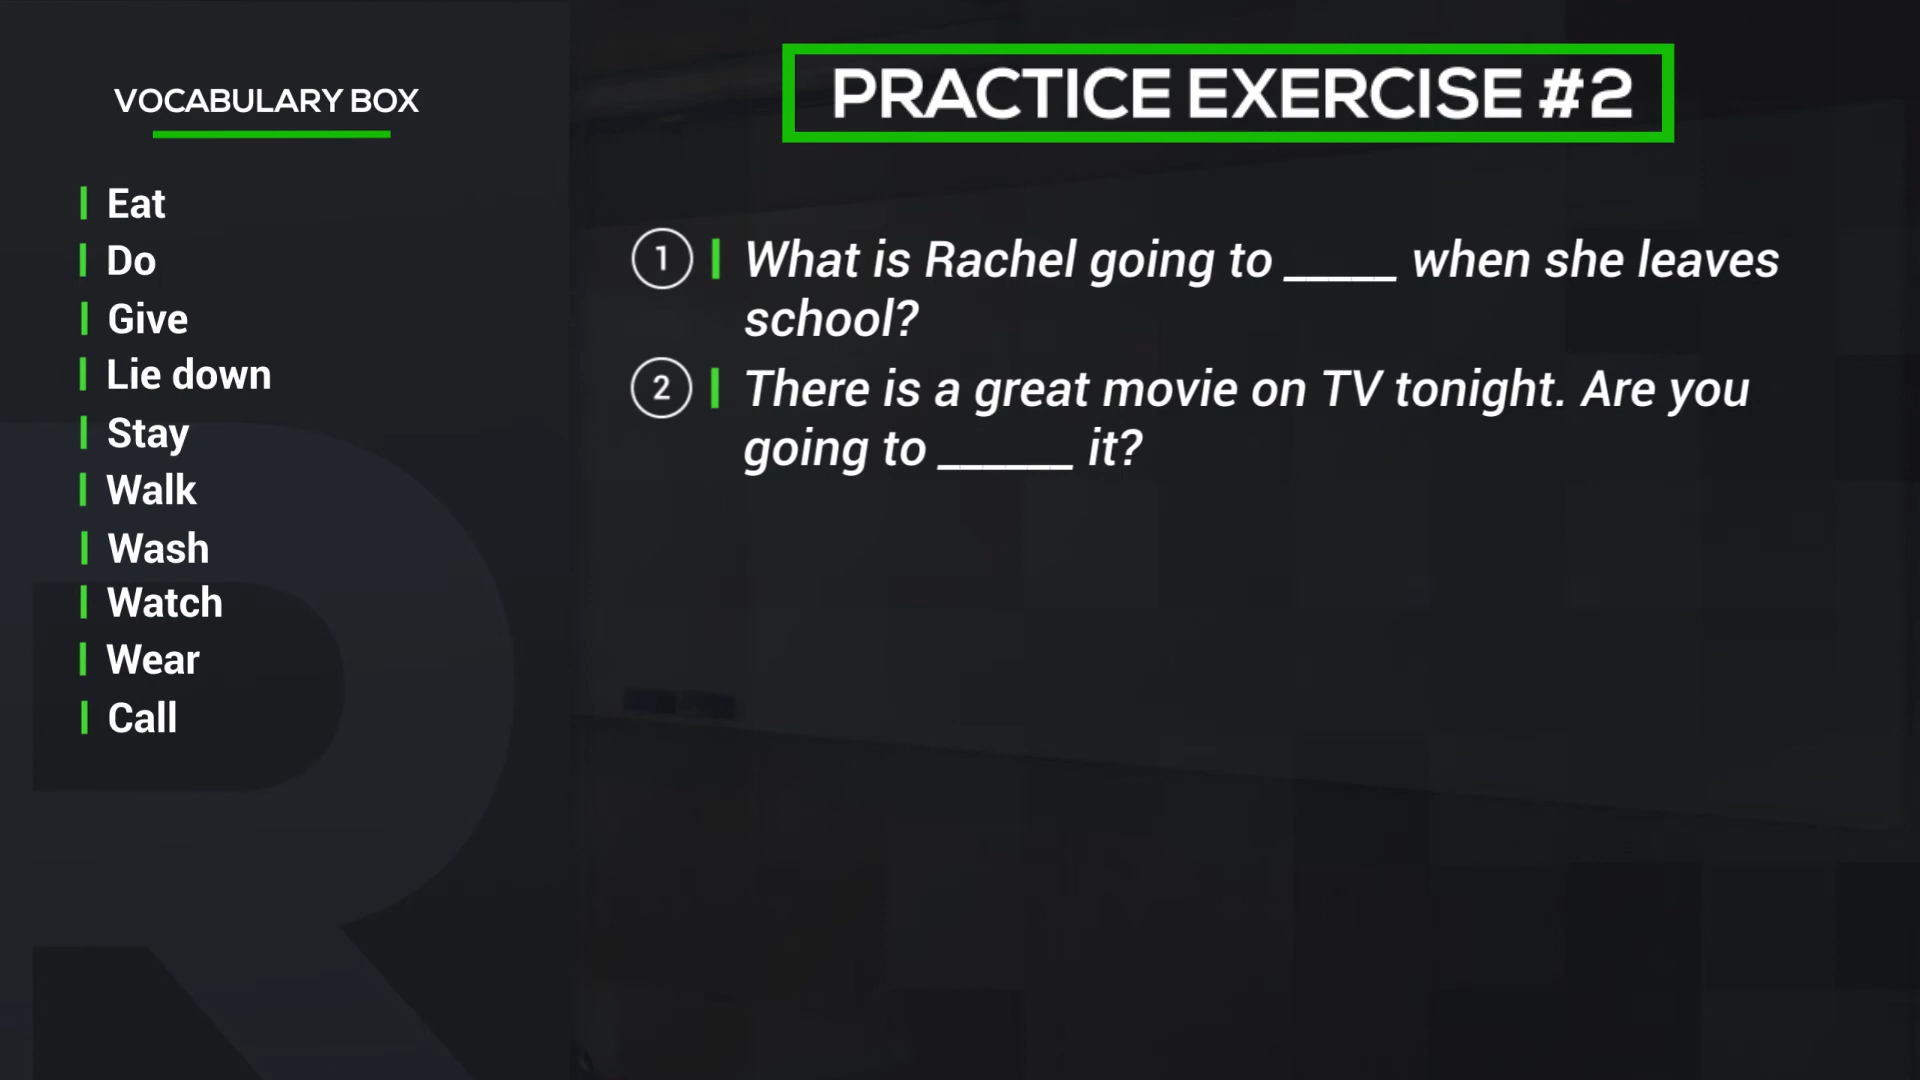 VOCABULARY BOX
Eat
Do
Give
Lie down
Stay
Walk
Wash
Watch
Wear
Call
PRACTICE EXERCISE #2
1 What is Rachel going to _____ when she leaves
school?
2 There is a great movie on TV tonight. Are you
going to ______ it?